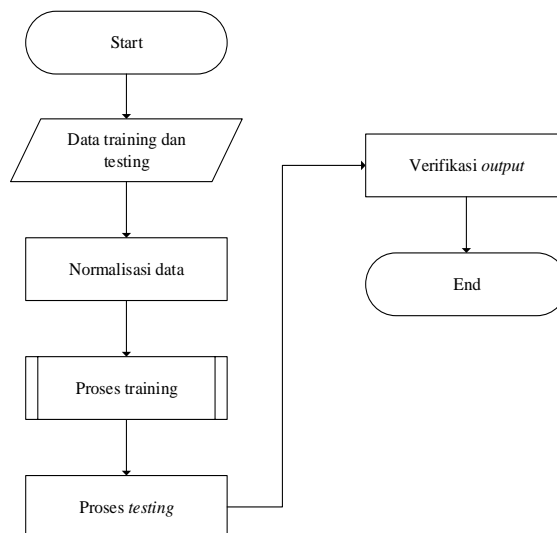 Start
Data training dan
testing
Normalisasi data
Proses training
Proses testing
Verifikasi output
End